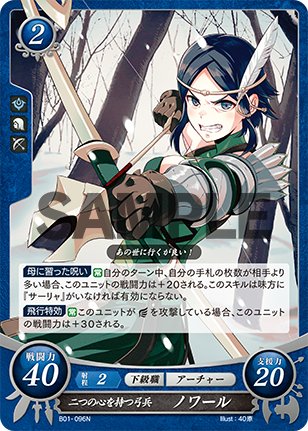 2
SAMPLE
あの世に行くが良い！
母に習った呪い 常自分のターン中、自分の手札の枚数が相手より
多い場合、このユニットの戦闘力は＋20される。このスキルは味方に
『サーリャ』がいなければ有効にならない。
飛行特効 常このユニットが を攻撃している場合、このユニット
の戦闘力は＋30される。
戦闘力 40
射程 2 下級職 アーチャー
支援力 20
二つの心を持つ弓兵 ノワール
B01-096N Illust：40原